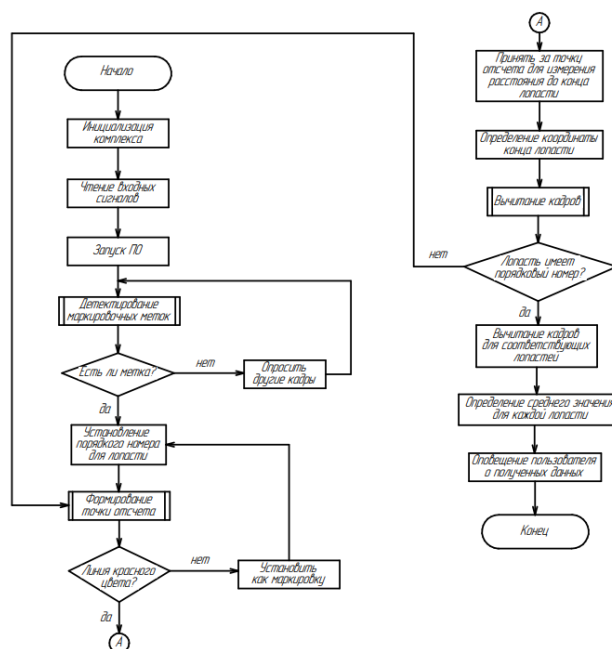 Начало
Инициализация
комплекса
Чтение входных
сигналов
Запуск ПО
Детектирование
маркировочных меток
Есть ли метка?
нет
Опросить
другие кадры
да
Установление
порядкого номера
для лопасти
Формирование
точки отсчета
Линия красного
цвета?
нет
Установить
как маркировку
да
А
А
Принять за точки
отсчета для измерения
расстояния до конца
лопасти
Определение координаты
конца лопасти
Вычитание кадров
нет
Лопасть имеет
порядковый номер?
да
Вычитание кадров
для соответствующих
лопастей
Определение среднего значения
для каждой лопасти
Оповещение пользователя
о полученных данных
Конец